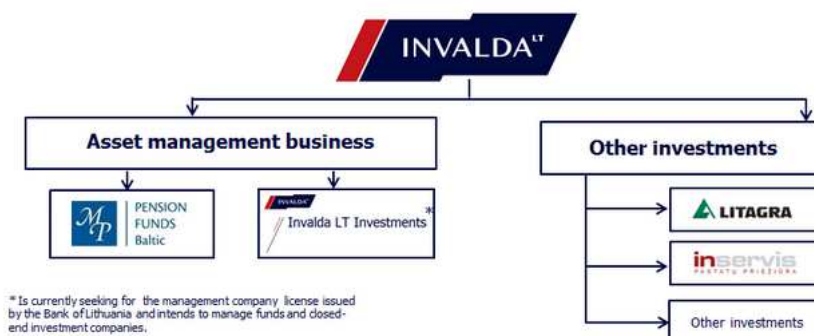 INVALDA LT
Asset management business
Other investments
MP
PENSION
FUNDS
Baltic
INVALDA
Invalda LT Investments *
LITAGRA
inservis
PASTATŲ PRIEŽIŪRA
Other investments
* Is currently seeking for the management company license issued
by the Bank of Lithuania and intends to manage funds and closed-
end investment companies.